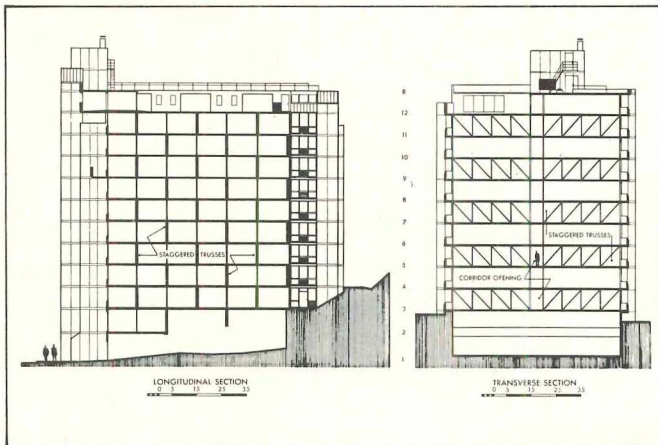 R
12
11
10
9
8
7
6
5
4
3
2
1
STAGGERED TRUSSES
STAGGERED TRUSSES
CORRIDOR OPENING
LONGITUDINAL SECTION
0 5 15 25 35
TRANSVERSE SECTION
0 5 15 25 35